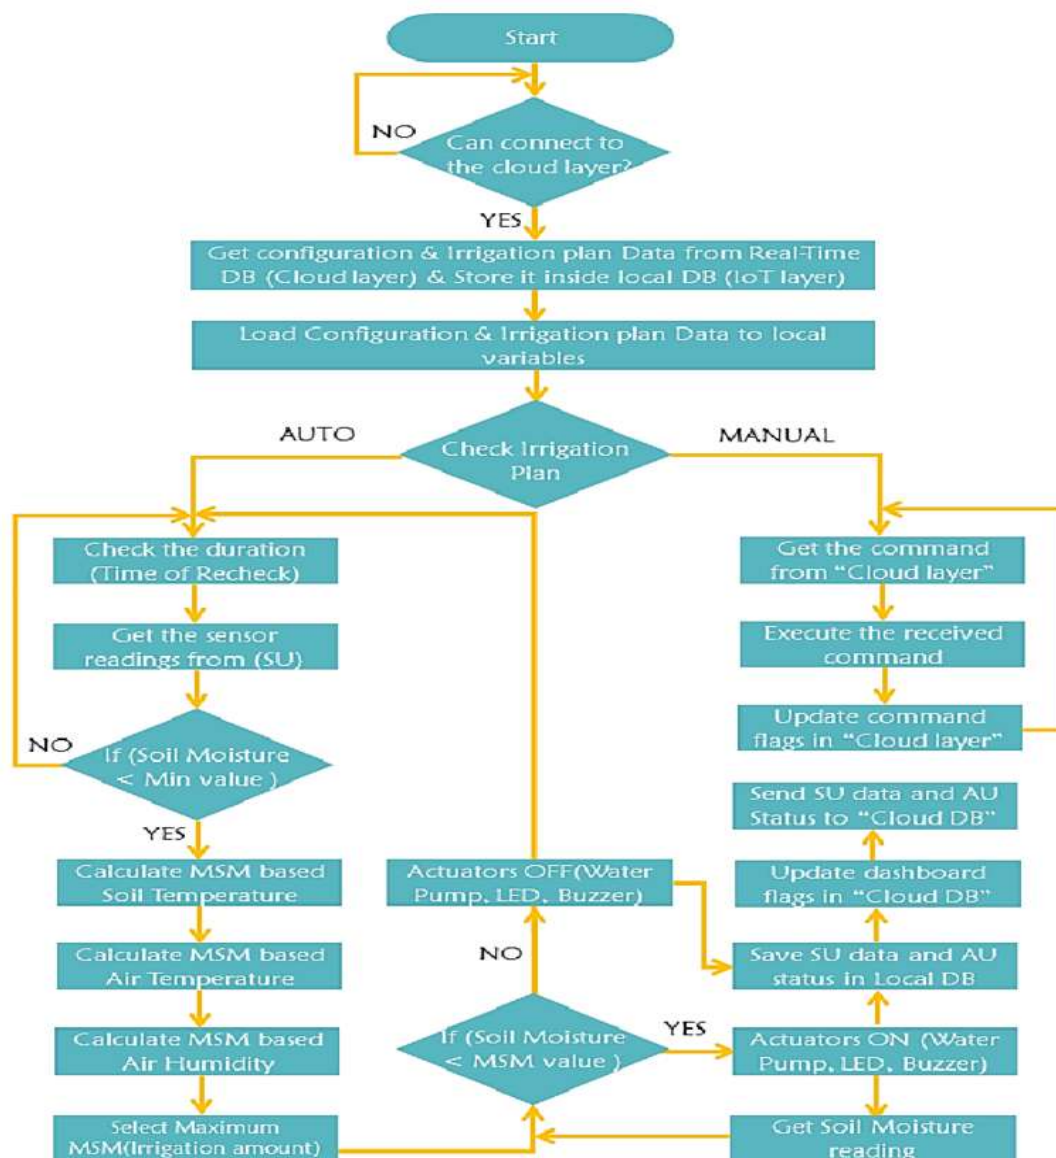 Start
NO
Can connect to
the cloud layer?
YES
Get configuration & Irrigation plan Data from Real-Time
DB (Cloud layer) & Store it inside local DB (IoT layer)
Load Configuration & Irrigation plan Data to local
variables
AUTO
Check Irrigation
Plan
MANUAL
Check the duration
(Time of Recheck)
Get the sensor
readings from (SU)
NO
If (Soil Moisture
< Min value )
YES
Calculate MSM based
Soil Temperature
Calculate MSM based
Air Temperature
Calculate MSM based
Air Humidity
Select Maximum
MSM(Irrigation amount)
Actuators OFF(Water
Pump, LED, Buzzer)
NO
If (Soil Moisture
< MSM value )
YES
Get the command
from “Cloud layer”
Execute the received
command
Update command
flags in “Cloud layer”
Send SU data and AU
Status to “Cloud DB”
Update dashboard
flags in “Cloud DB”
Save SU data and AU
status in Local DB
Actuators ON (Water
Pump, LED, Buzzer)
Get Soil Moisture
reading